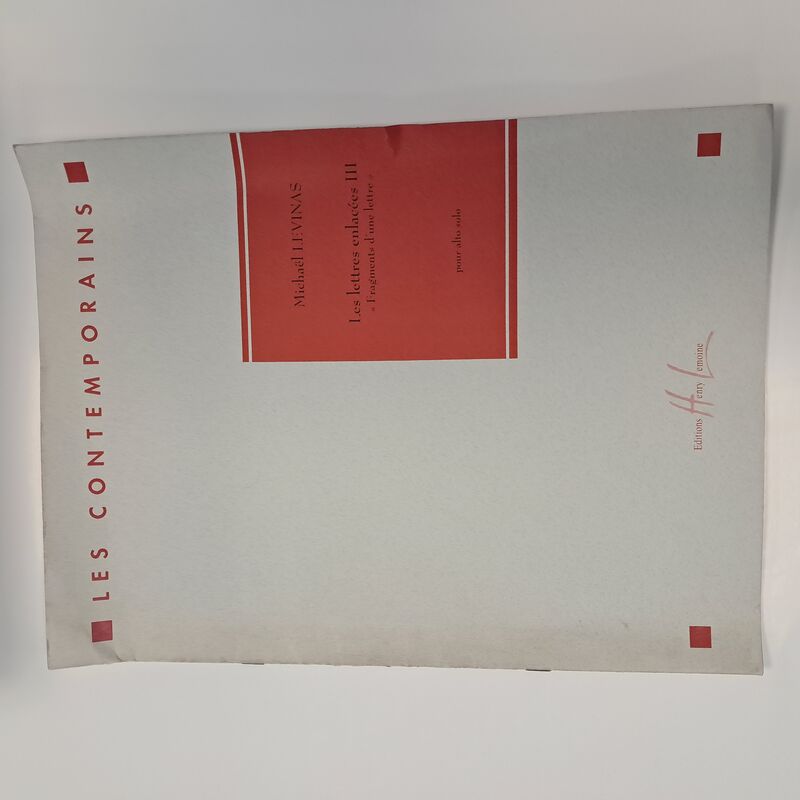 LES CONTEMPORAINS
Michaël LEVINAS
Les lettres enlacées III
« Fragments d'une lettre »
pour alto solo
Editions Henry Lemoine